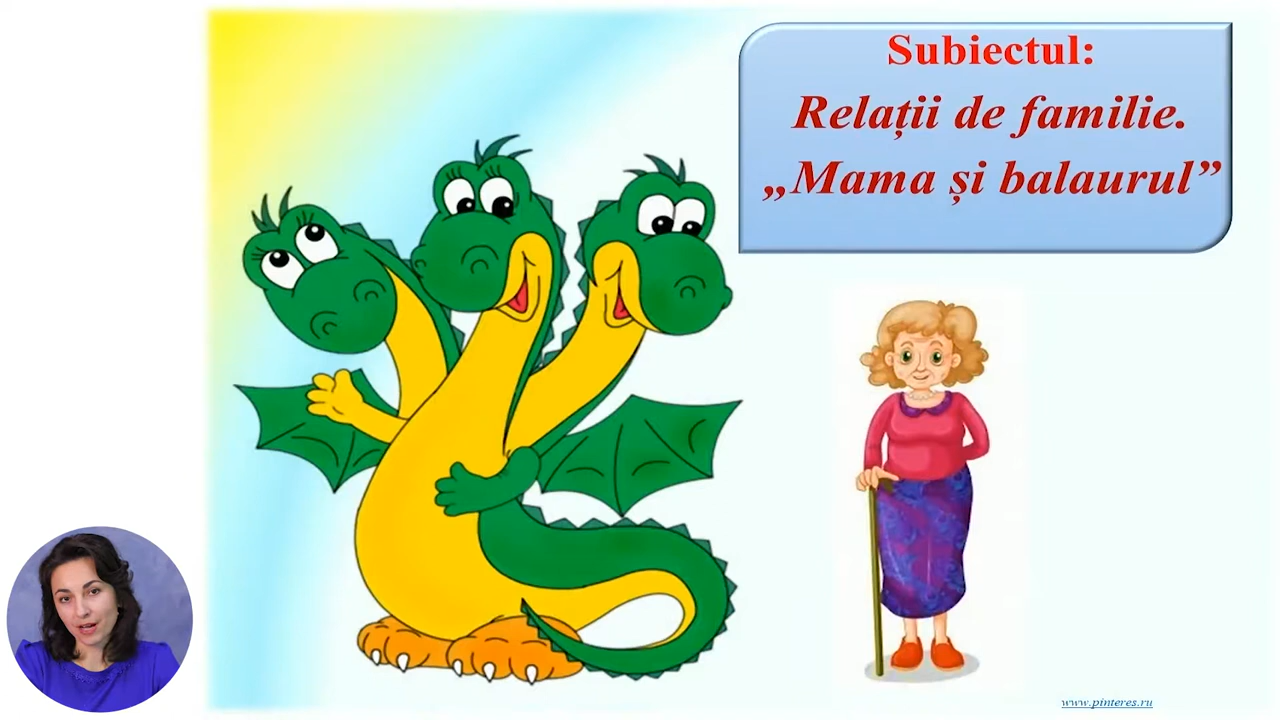 Subiectul:
Relații de familie.
„Mama și balaurul”
www.pinteres.ru